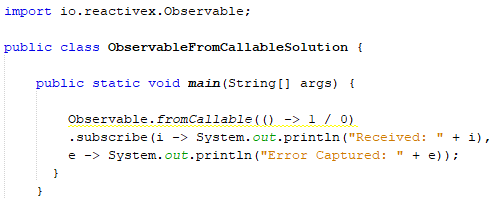 import io.reactivex.Observable;
public class ObservableFromCallableSolution {
public static void main(String[] args) {
Observable.fromCallable(() -> 1 / 0)
.subscribe(i -> System.out.println("Received: " + i),
e -> System.out.println("Error Captured: " + e));
}
}